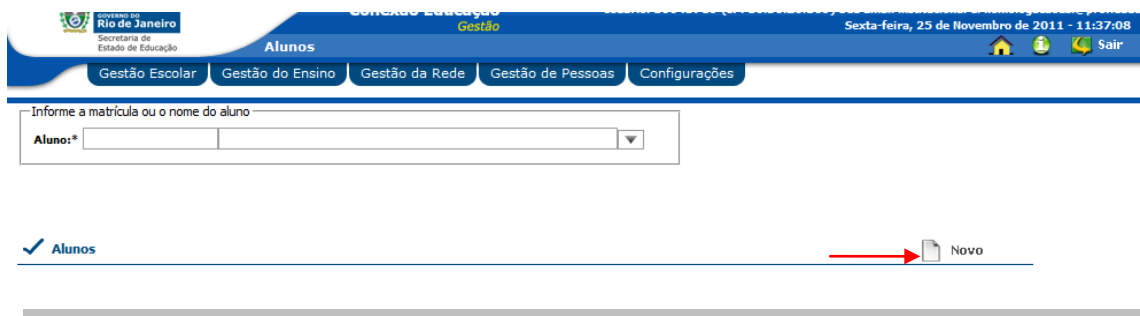 GOVERNO DO
Rio de Janeiro
Secretaria de
Estado de Educação
Conexão Educação
Gestão
Sexta-feira, 25 de Novembro de 2011 - 11:37:08
Alunos
Sair
Gestão Escolar Gestão do Ensino Gestão da Rede Gestão de Pessoas Configurações
Informe a matrícula ou o nome do aluno
Aluno:*
Alunos
Novo